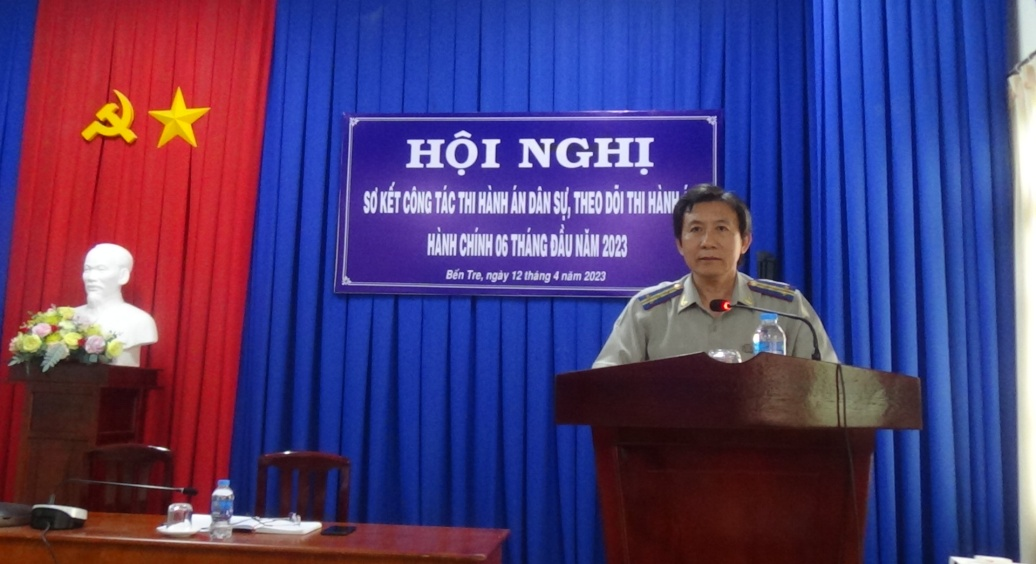 HỘI NGHỊ
SƠ KẾT CÔNG TÁC THI HÀNH ÁN DÂN SỰ, THEO DÕI THI HÀNH
HÀNH CHÍNH 06 THÁNG ĐẦU NĂM 2023
Bến Tre, ngày 12 tháng 4 năm 2023